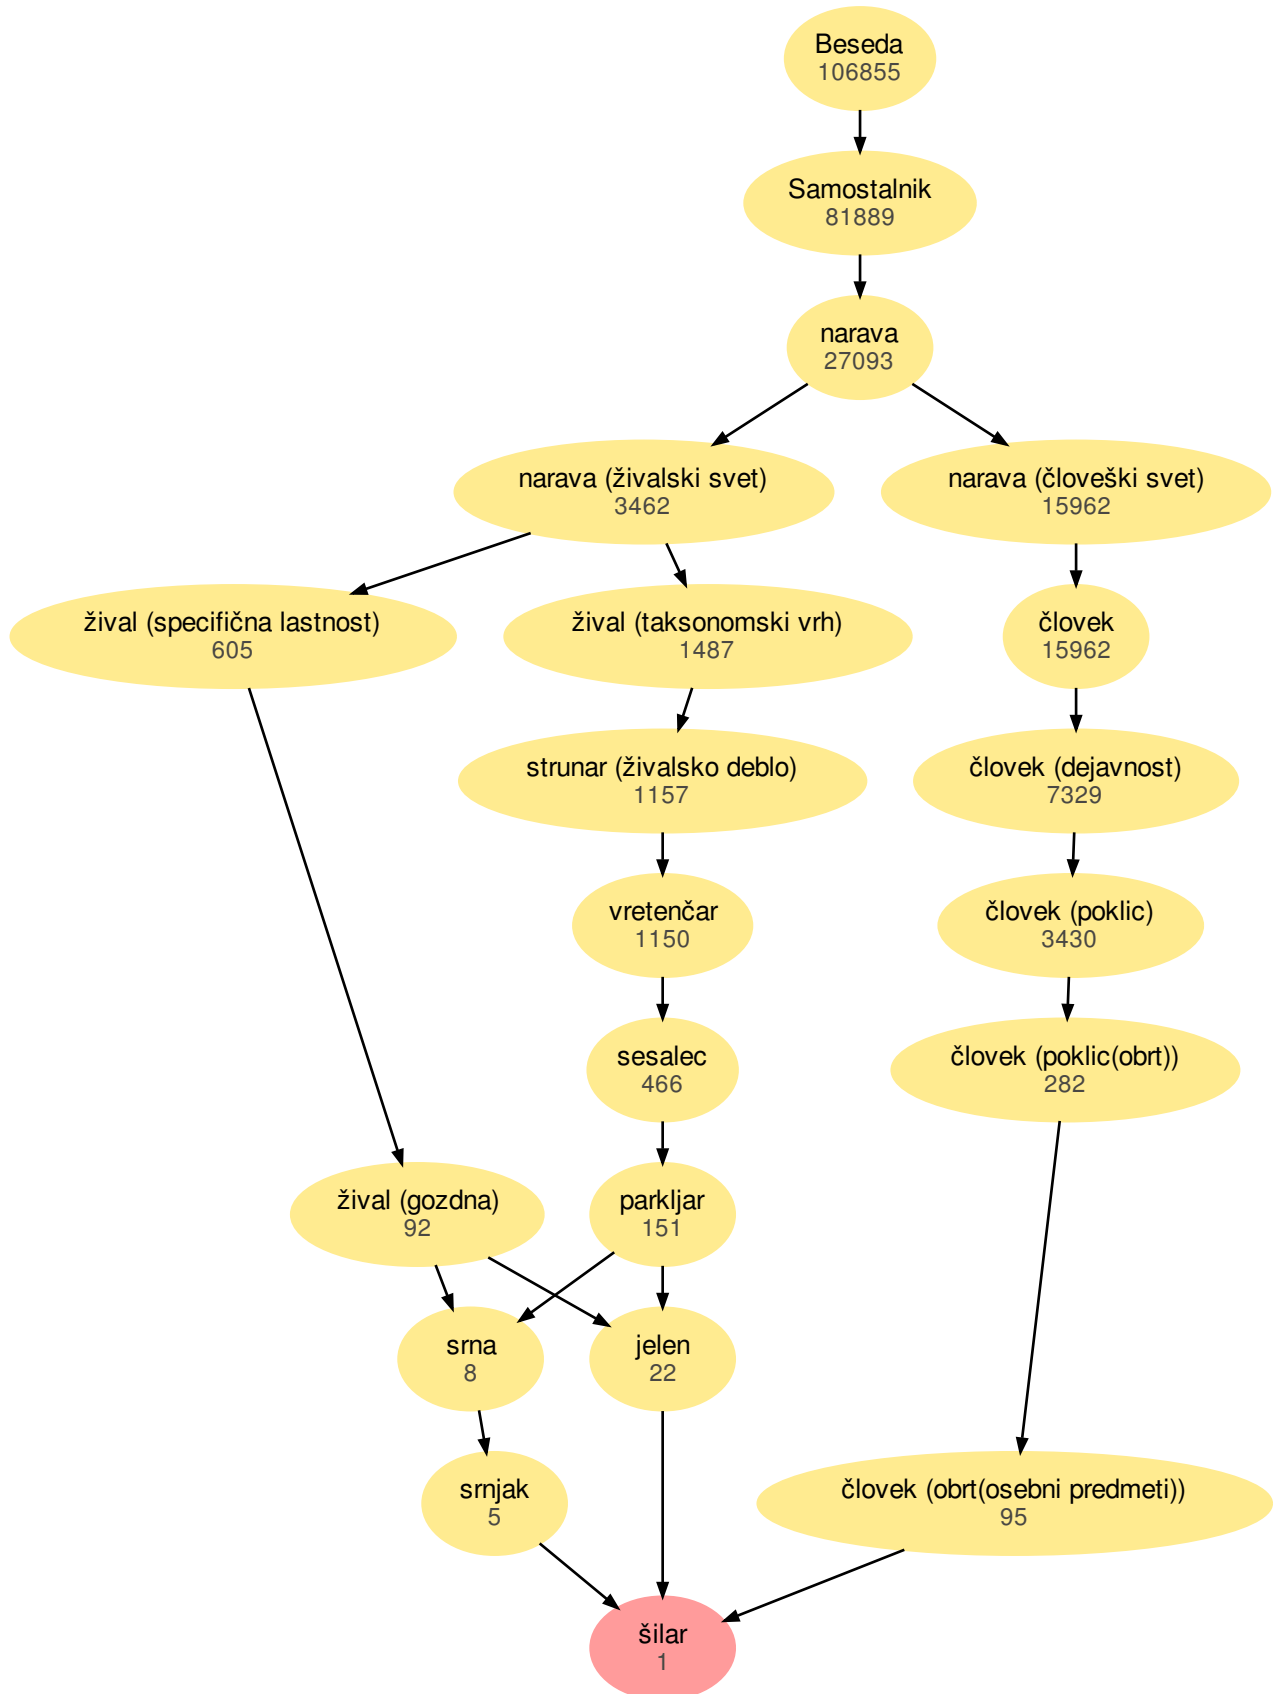 Beseda
106855
Samostalnik
81889
narava
27093
narava (živalski svet)
3462
narava (človeški svet)
15962
žival (specifična lastnost)
605
žival (taksonomski vrh)
1487
človek
15962
strunar (živalsko deblo)
1157
človek (dejavnost)
7329
vretenčar
1150
človek (poklic)
3430
sesalec
466
človek (poklic(obrt))
282
žival (gozdna)
92
parkljar
151
srna
8
jelen
22
srnjak
5
človek (obrt(osebni predmeti))
95
šilar
1